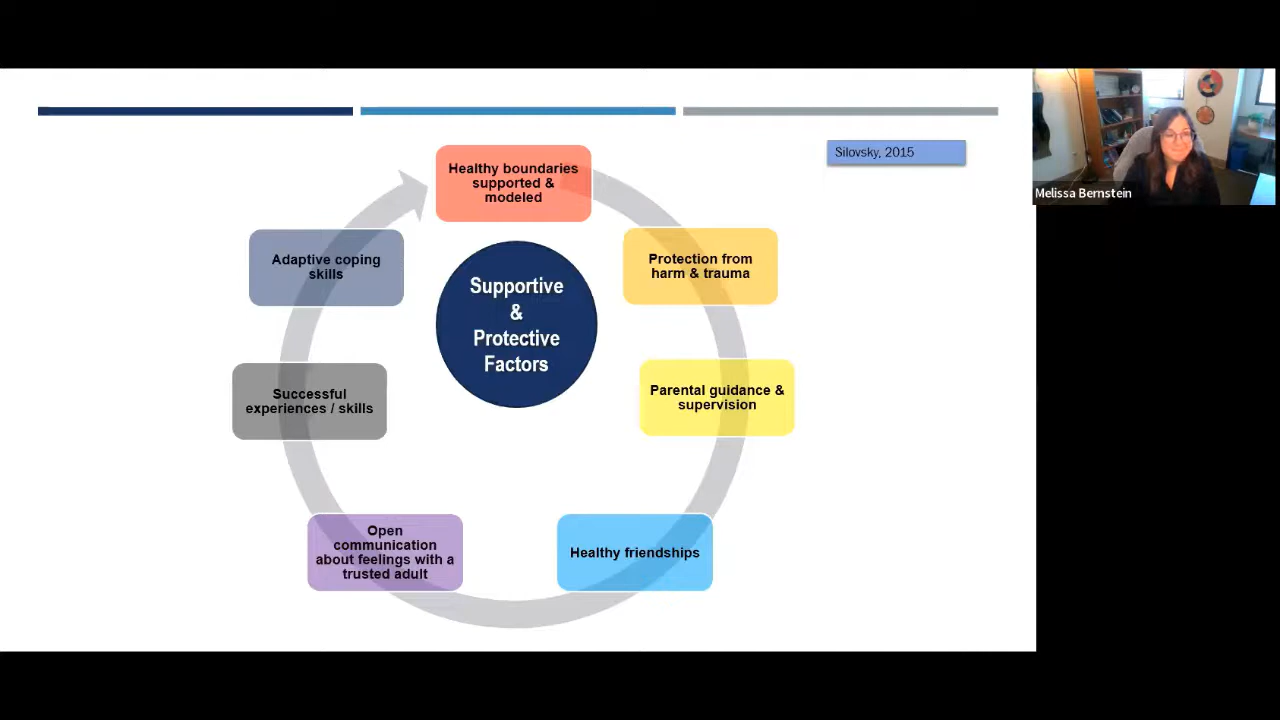 Silovsky, 2015
Melissa Bernstein
Healthy boundaries
supported &
modeled
Protection from
harm & trauma
Parental guidance &
supervision
Healthy friendships
Open
communication
about feelings with a
trusted adult
Successful
experiences / skills
Adaptive coping
skills
Supportive
&
Protective
Factors